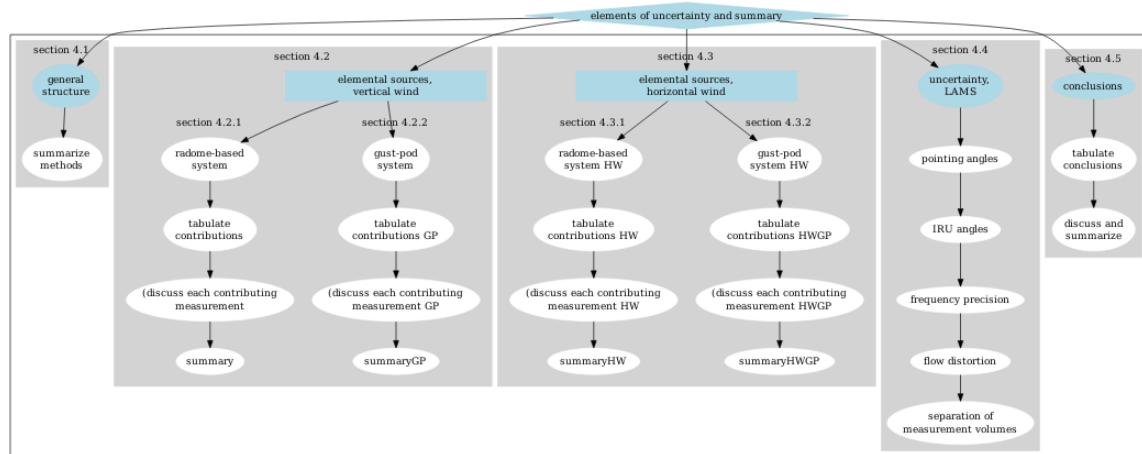 elements of uncertainty and summary
section 4.1
general
structure
summarize
methods
section 4.2
elemental sources,
vertical wind
section 4.2.1
radome-based
system
tabulate
contributions
(discuss each contributing
measurement
summary
section 4.2.2
gust-pod
system
tabulate
contributions GP
(discuss each contributing
measurement GP
summaryGP
section 4.3
elemental sources,
horizontal wind
section 4.3.1
radome-based
system HW
tabulate
contributions HW
(discuss each contributing
measurement HW
summaryHW
section 4.3.2
gust-pod
system HW
tabulate
contributions HWGP
(discuss each contributing
measurement HWGP
summaryHWGP
section 4.4
uncertainty,
LAMS
pointing angles
IRU angles
frequency precision
flow distortion
separation of
measurement volumes
section 4.5
conclusions
tabulate
conclusions
discuss and
summarize